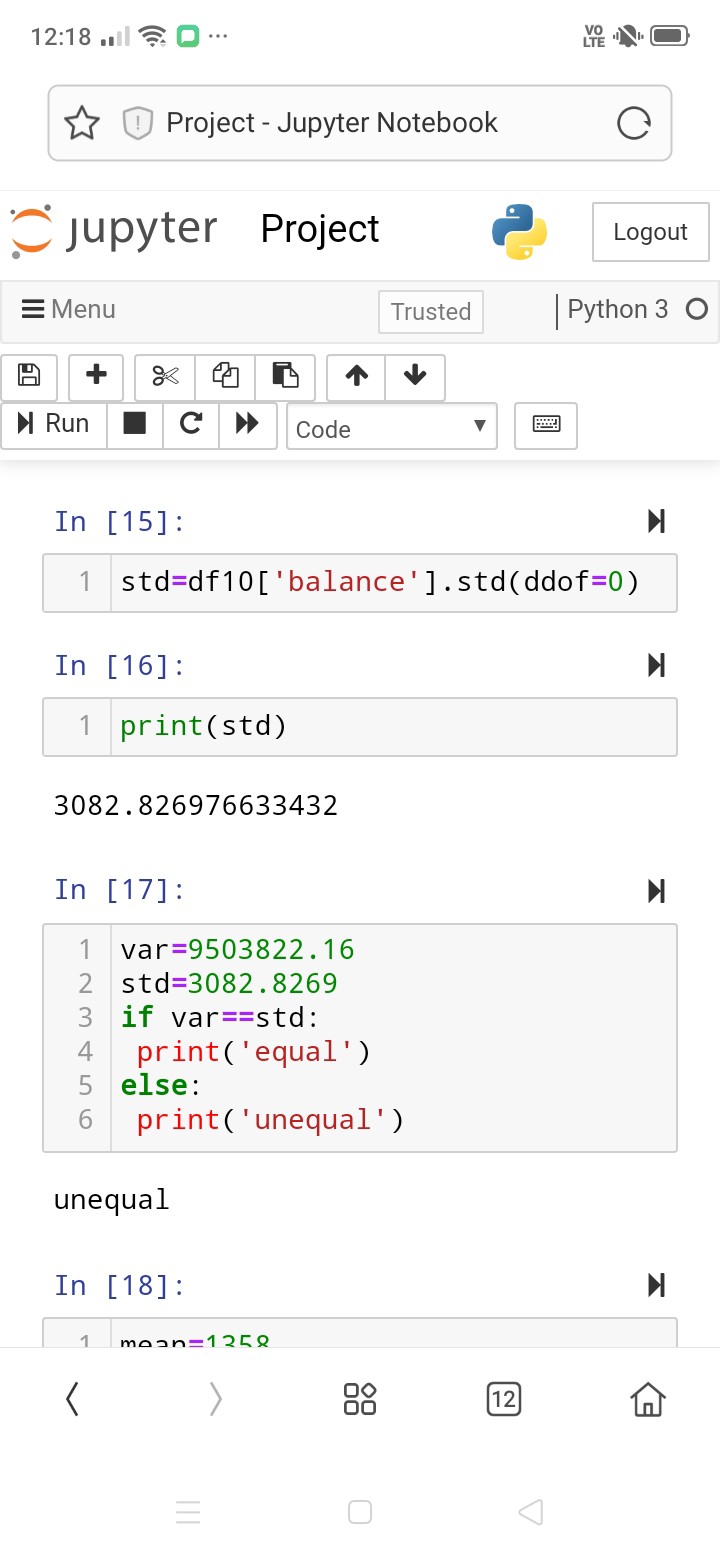 12:18
VO
LTE
Project - Jupyter Notebook
jupyter Project
Logout
Menu
Trusted
Python 3
Run
Code
In [15]:
1 std=df10['balance'].std(ddof=0)
In [16]:
1 print(std)
3082.826976633432
In [17]:
1 var=9503822.16
2 std=3082.8269
3 if var==std:
4 print('equal')
5 else:
6 print('unequal')
unequal
In [18]:
1 mean=1358
12